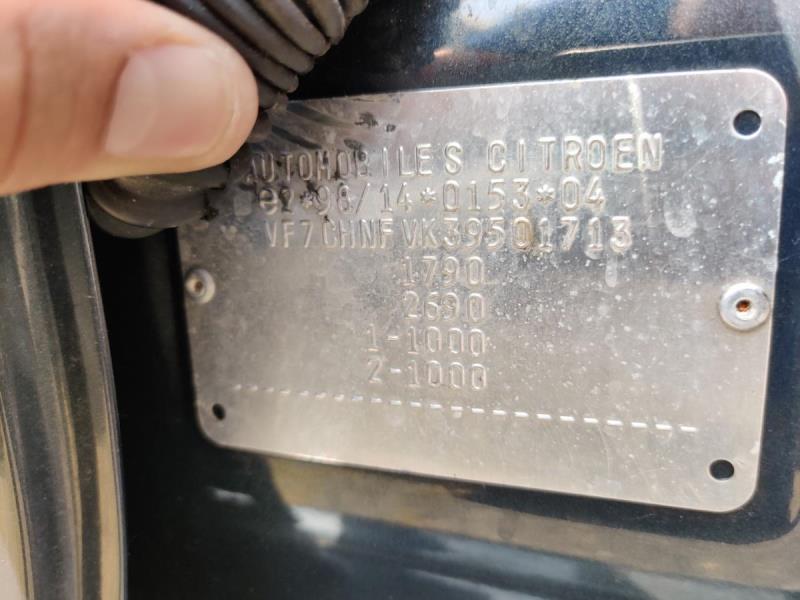 AUTOMOBILES CITROEN
e2*98/14*0153*04
VF7CHNFVK39501713
1790
2690
1-1000
2-1000